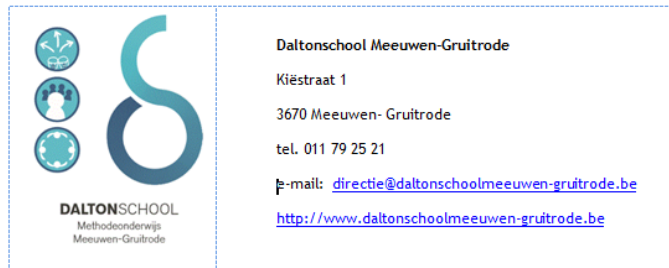 DALTONSCHOOL
Methodeonderwijs
Meeuwen-Gruitrode
Daltonschool Meeuwen-Gruitrode
Kiëstraat 1
3670 Meeuwen- Gruitrode
tel. 011 79 25 21
e-mail: directie@daltonschoolmeeuwen-gruitrode.be
http://www.daltonschoolmeeuwen-gruitrode.be